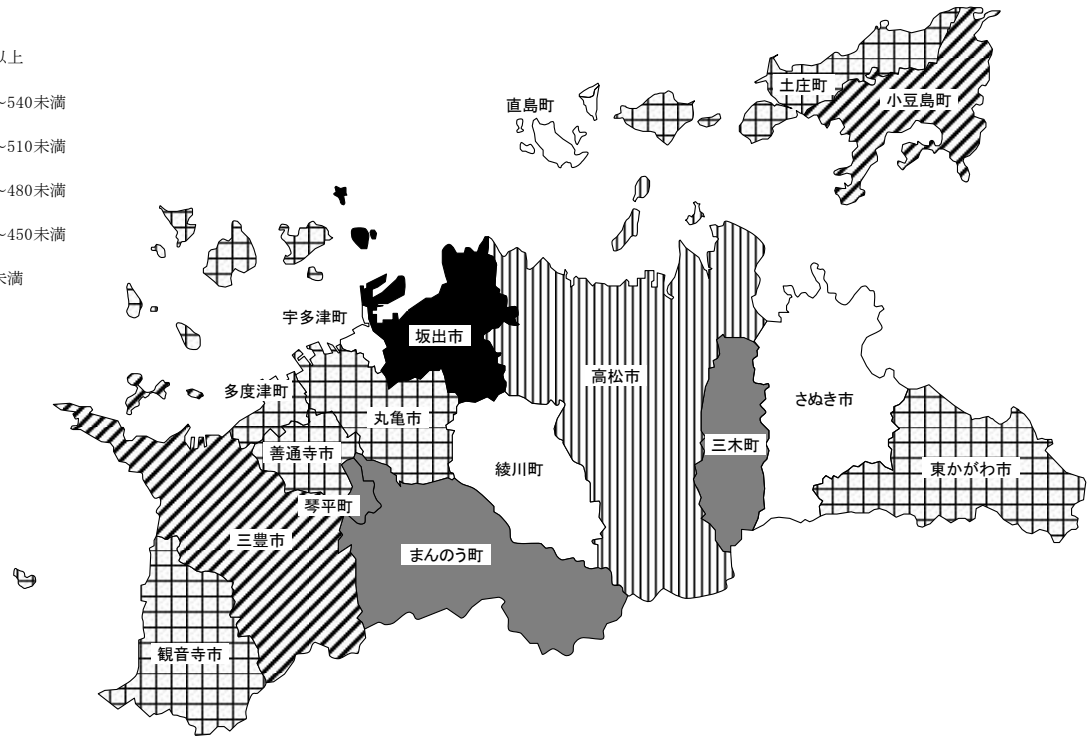 以上
~540未満
~510未満
~480未満
~450未満
未満
直島町
土庄町
小豆島町
宇多津町
坂出市
高松市
多度津町
丸亀市
さぬき市
善通寺市
綾川町
三木町
東かがわ市
琴平町
三豊市
まんのう町
観音寺市